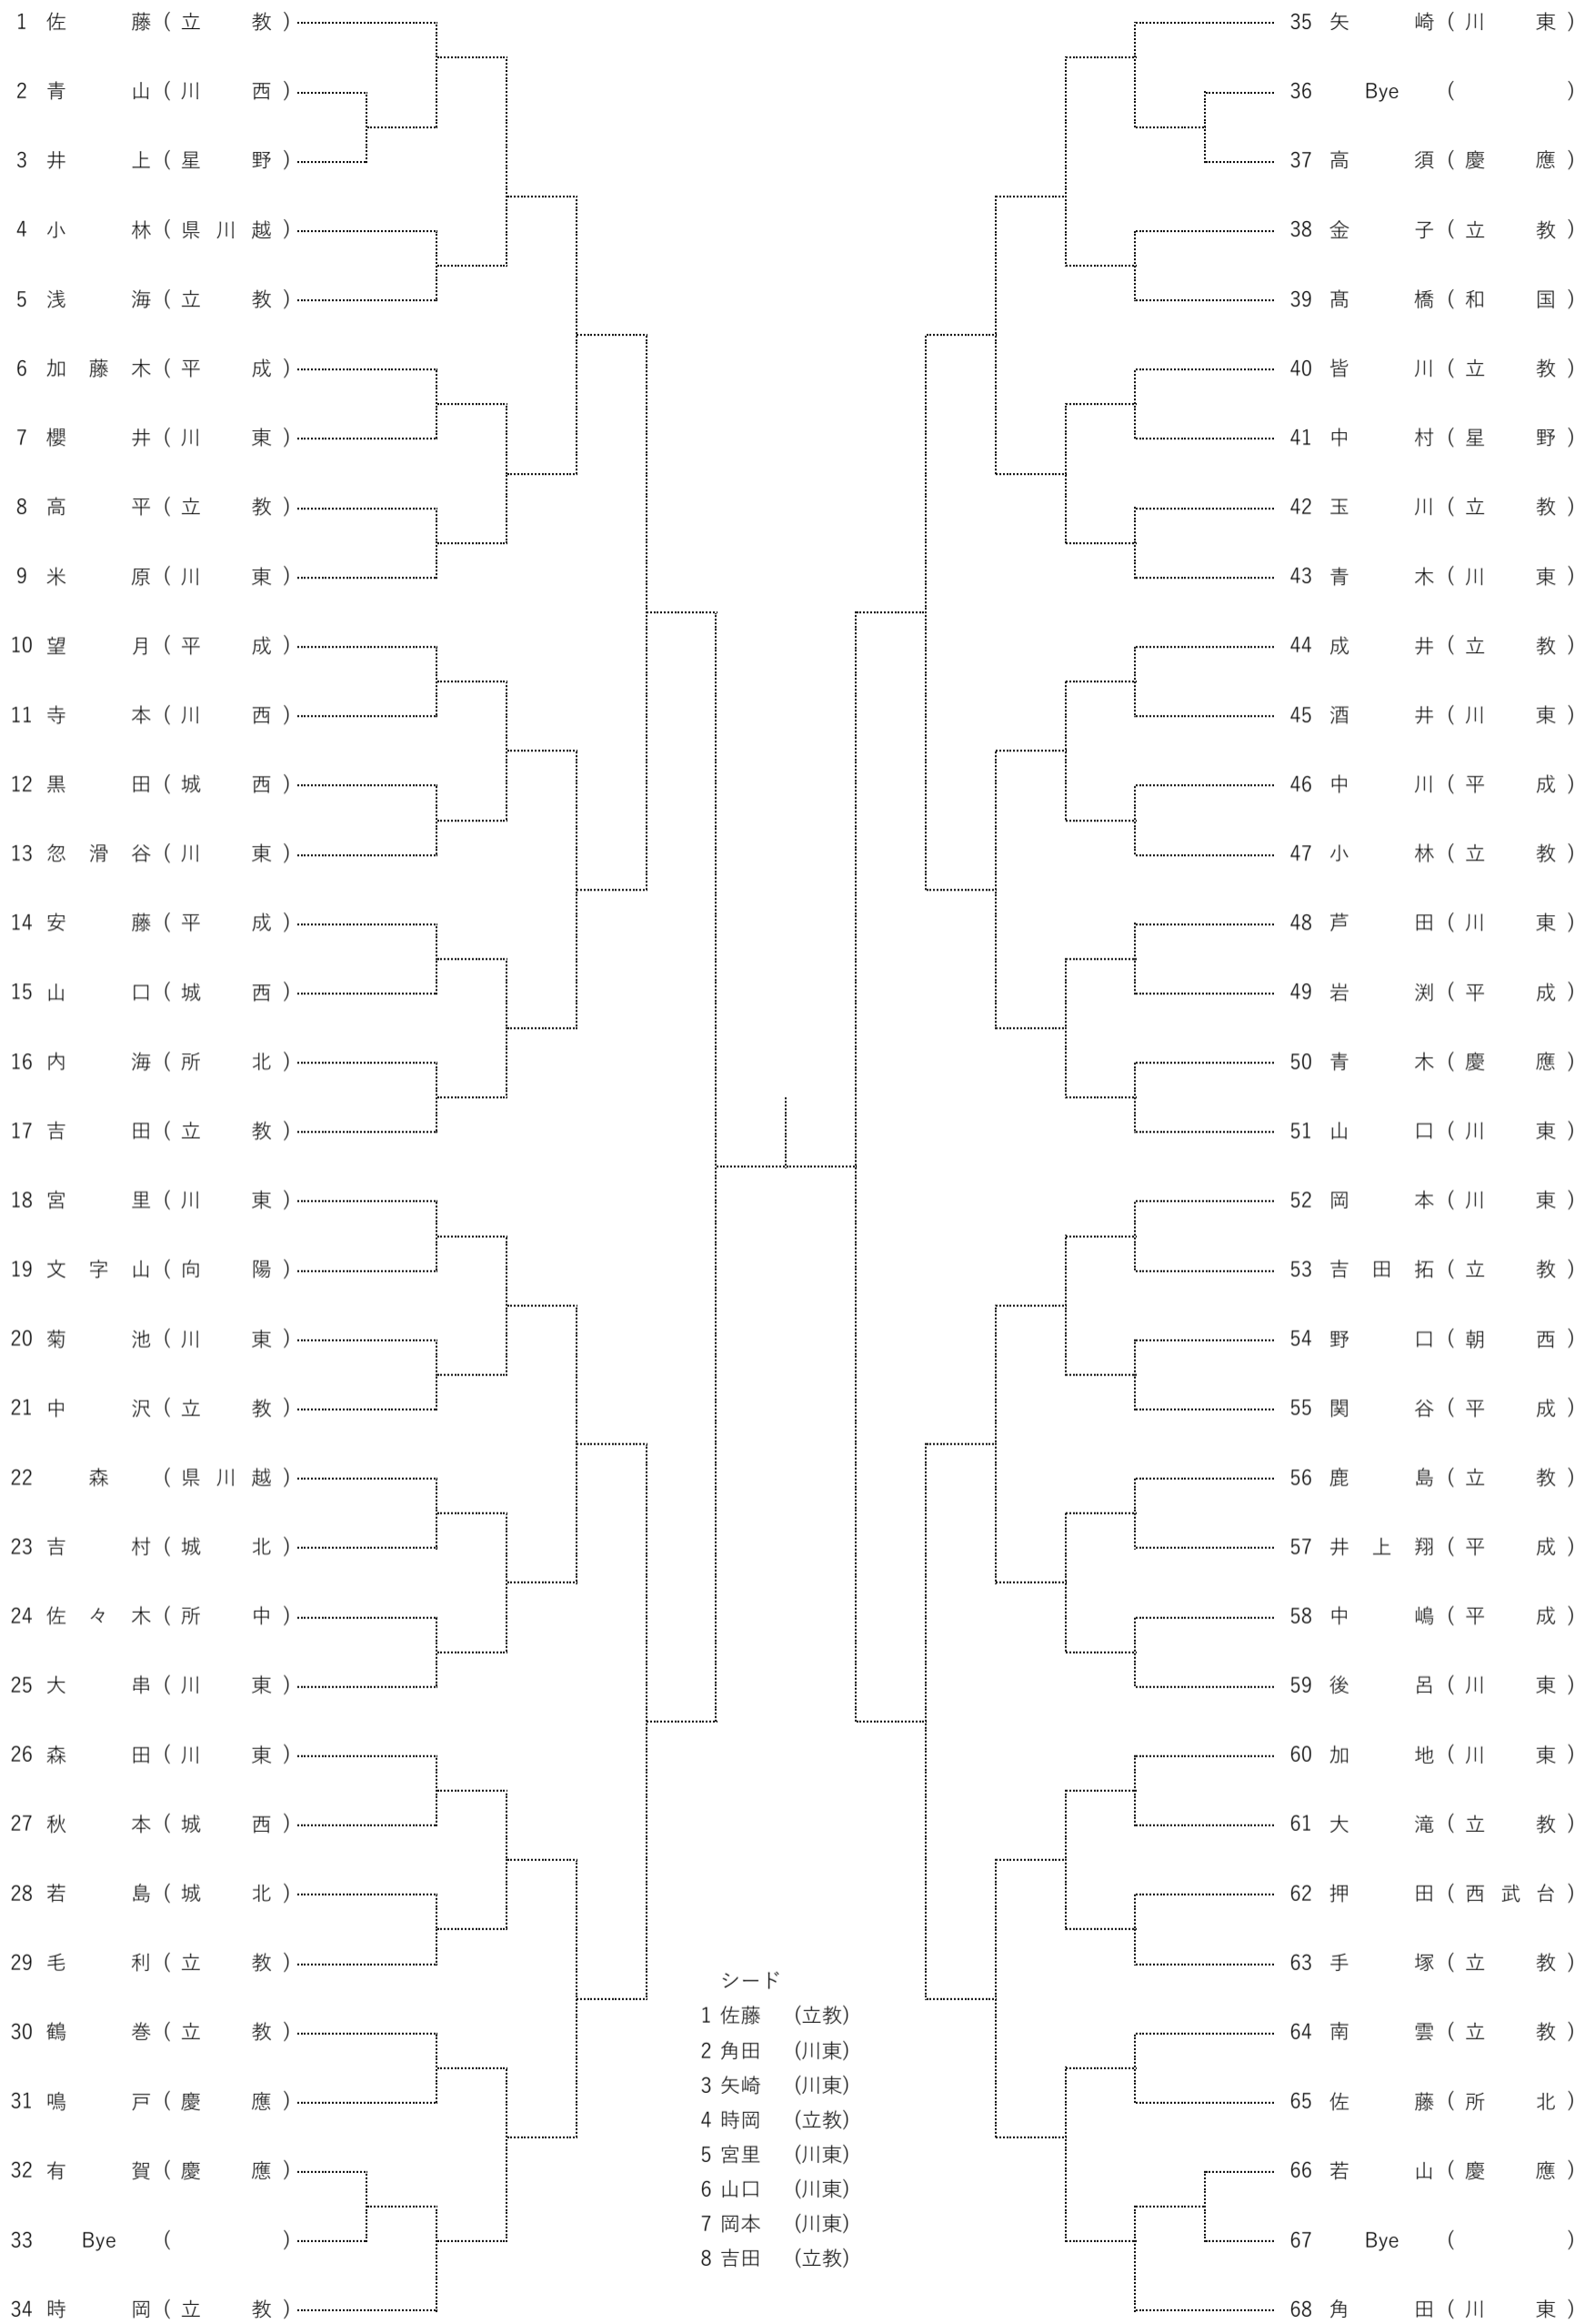 1 佐藤(立教)
2 青山(川西)
3 井上(星野)
4 小林(県川越)
5 浅海(立教)
6 加藤木(平成)
7 櫻井(川東)
8 高平(立教)
9 米原(川東)
10 望月(平成)
11 寺本(川西)
12 黒田(城西)
13 忽滑谷(川東)
14 安藤(平成)
15 山口(城西)
16 内海(所北)
17 吉田(立教)
18 宮里(川東)
19 文字山(向陽)
20 菊池(川東)
21 中沢(立教)
22 森(県川越)
23 吉村(城北)
24 佐々木(所中)
25 大串(川東)
26 森田(川東)
27 秋本(城西)
28 若島(城北)
29 毛利(立教)
30 鶴巻(立教)
31 鳴戸(慶應)
32 有賀(慶應)
33 Bye ( )
34 時岡(立教)
シード
1 佐藤 (立教)
2 角田 (川東)
3 矢崎 (川東)
4 時岡 (立教)
5 宮里 (川東)
6 山口 (川東)
7 岡本 (川東)
8 吉田 (立教)
35 矢崎(川東)
36 Bye ( )
37 高須(慶應)
38 金子(立教)
39 髙橋(和国)
40 皆川(立教)
41 中村(星野)
42 玉川(立教)
43 青木(川東)
44 成井(立教)
45 酒井(川東)
46 中川(平成)
47 小林(立教)
48 芦田(川東)
49 岩渕(平成)
50 青木(慶應)
51 山口(川東)
52 岡本(川東)
53 吉田拓(立教)
54 野口(朝西)
55 関谷(平成)
56 鹿島(立教)
57 井上翔(平成)
58 中嶋(平成)
59 後呂(川東)
60 加地(川東)
61 大滝(立教)
62 押田(西武台)
63 手塚(立教)
64 南雲(立教)
65 佐藤(所北)
66 若山(慶應)
67 Bye ( )
68 角田(川東)